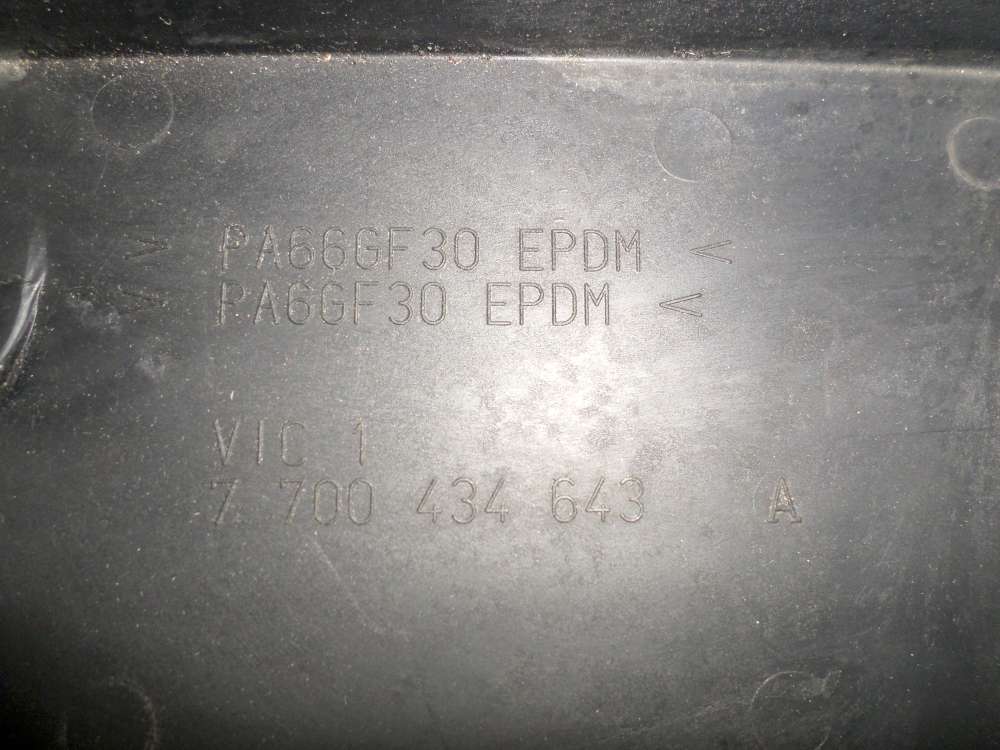 > PA66GF30 EPDM <
> PA6GF30 EPDM <
VIC 1
7 700 434 643 A